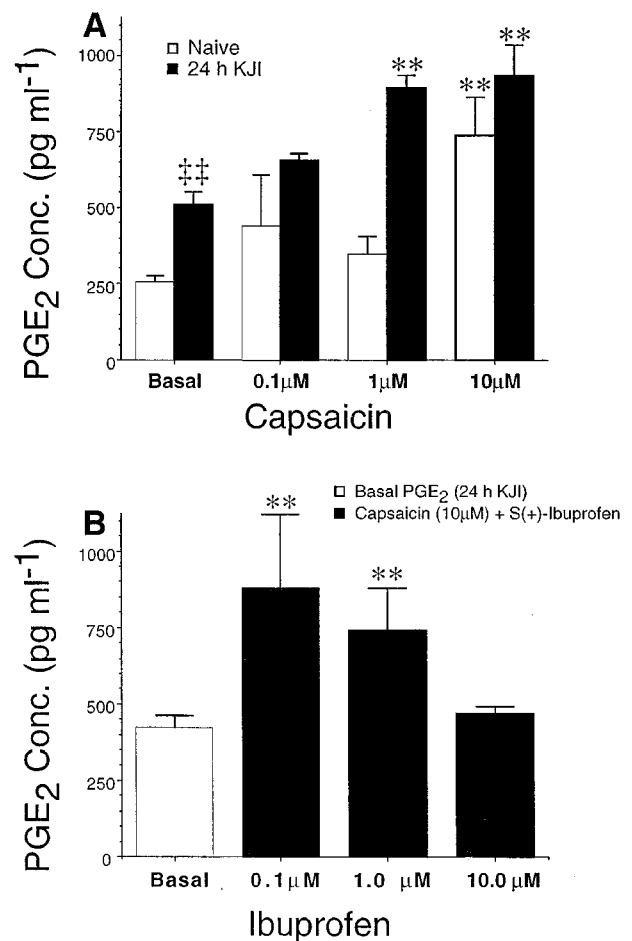 A
Naive
24 h KJI
PGE2 Conc. (pg ml-1)
1000
750
500
250
0
‡‡
**
**
**
Basal 0.1μM 1μM 10μM
Capsaicin
B
Basal PGE2 (24 h KJI)
Capsaicin (10μM) + S(+)-Ibuprofen
PGE2 Conc. (pg ml-1)
1000
750
500
250
0
**
**
Basal 0.1μM 1.0 μM 10.0 μM
Ibuprofen